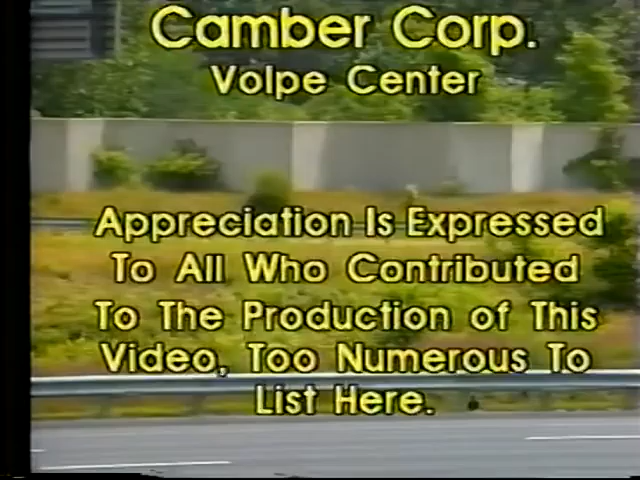 Camber Corp.
Volpe Center
Appreciation Is Expressed
To All Who Contributed
To The Production of This
Video, Too Numerous To
List Here.